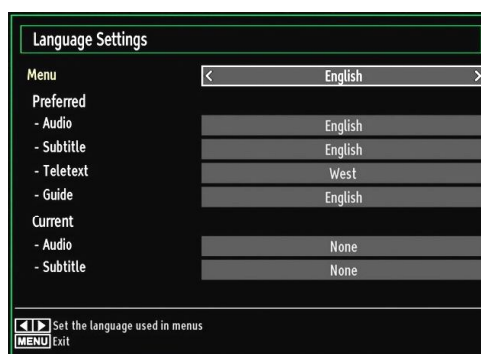 Language Settings
Menu < English >
Preferred
- Audio English
- Subtitle English
- Teletext West
- Guide English
Current
- Audio None
- Subtitle None
Set the language used in menus
MENU Exit